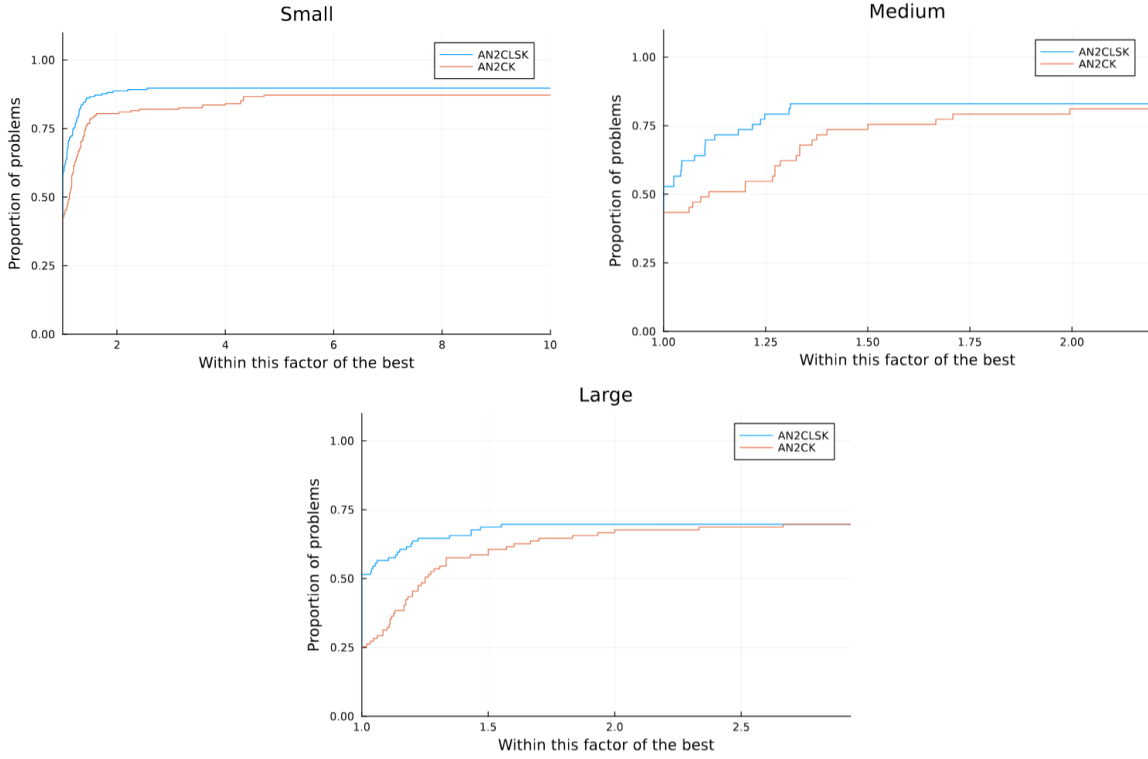 Small
AN2CLSK
AN2CK
Proportion of problems
1.00
0.75
0.50
0.25
0.00
2
4
6
8
10
Within this factor of the best
Medium
AN2CLSK
AN2CK
Proportion of problems
1.00
0.75
0.50
0.25
0.00
1.00
1.25
1.50
1.75
2.00
Within this factor of the best
Large
AN2CLSK
AN2CK
Proportion of problems
1.00
0.75
0.50
0.25
0.00
1.0
1.5
2.0
2.5
Within this factor of the best